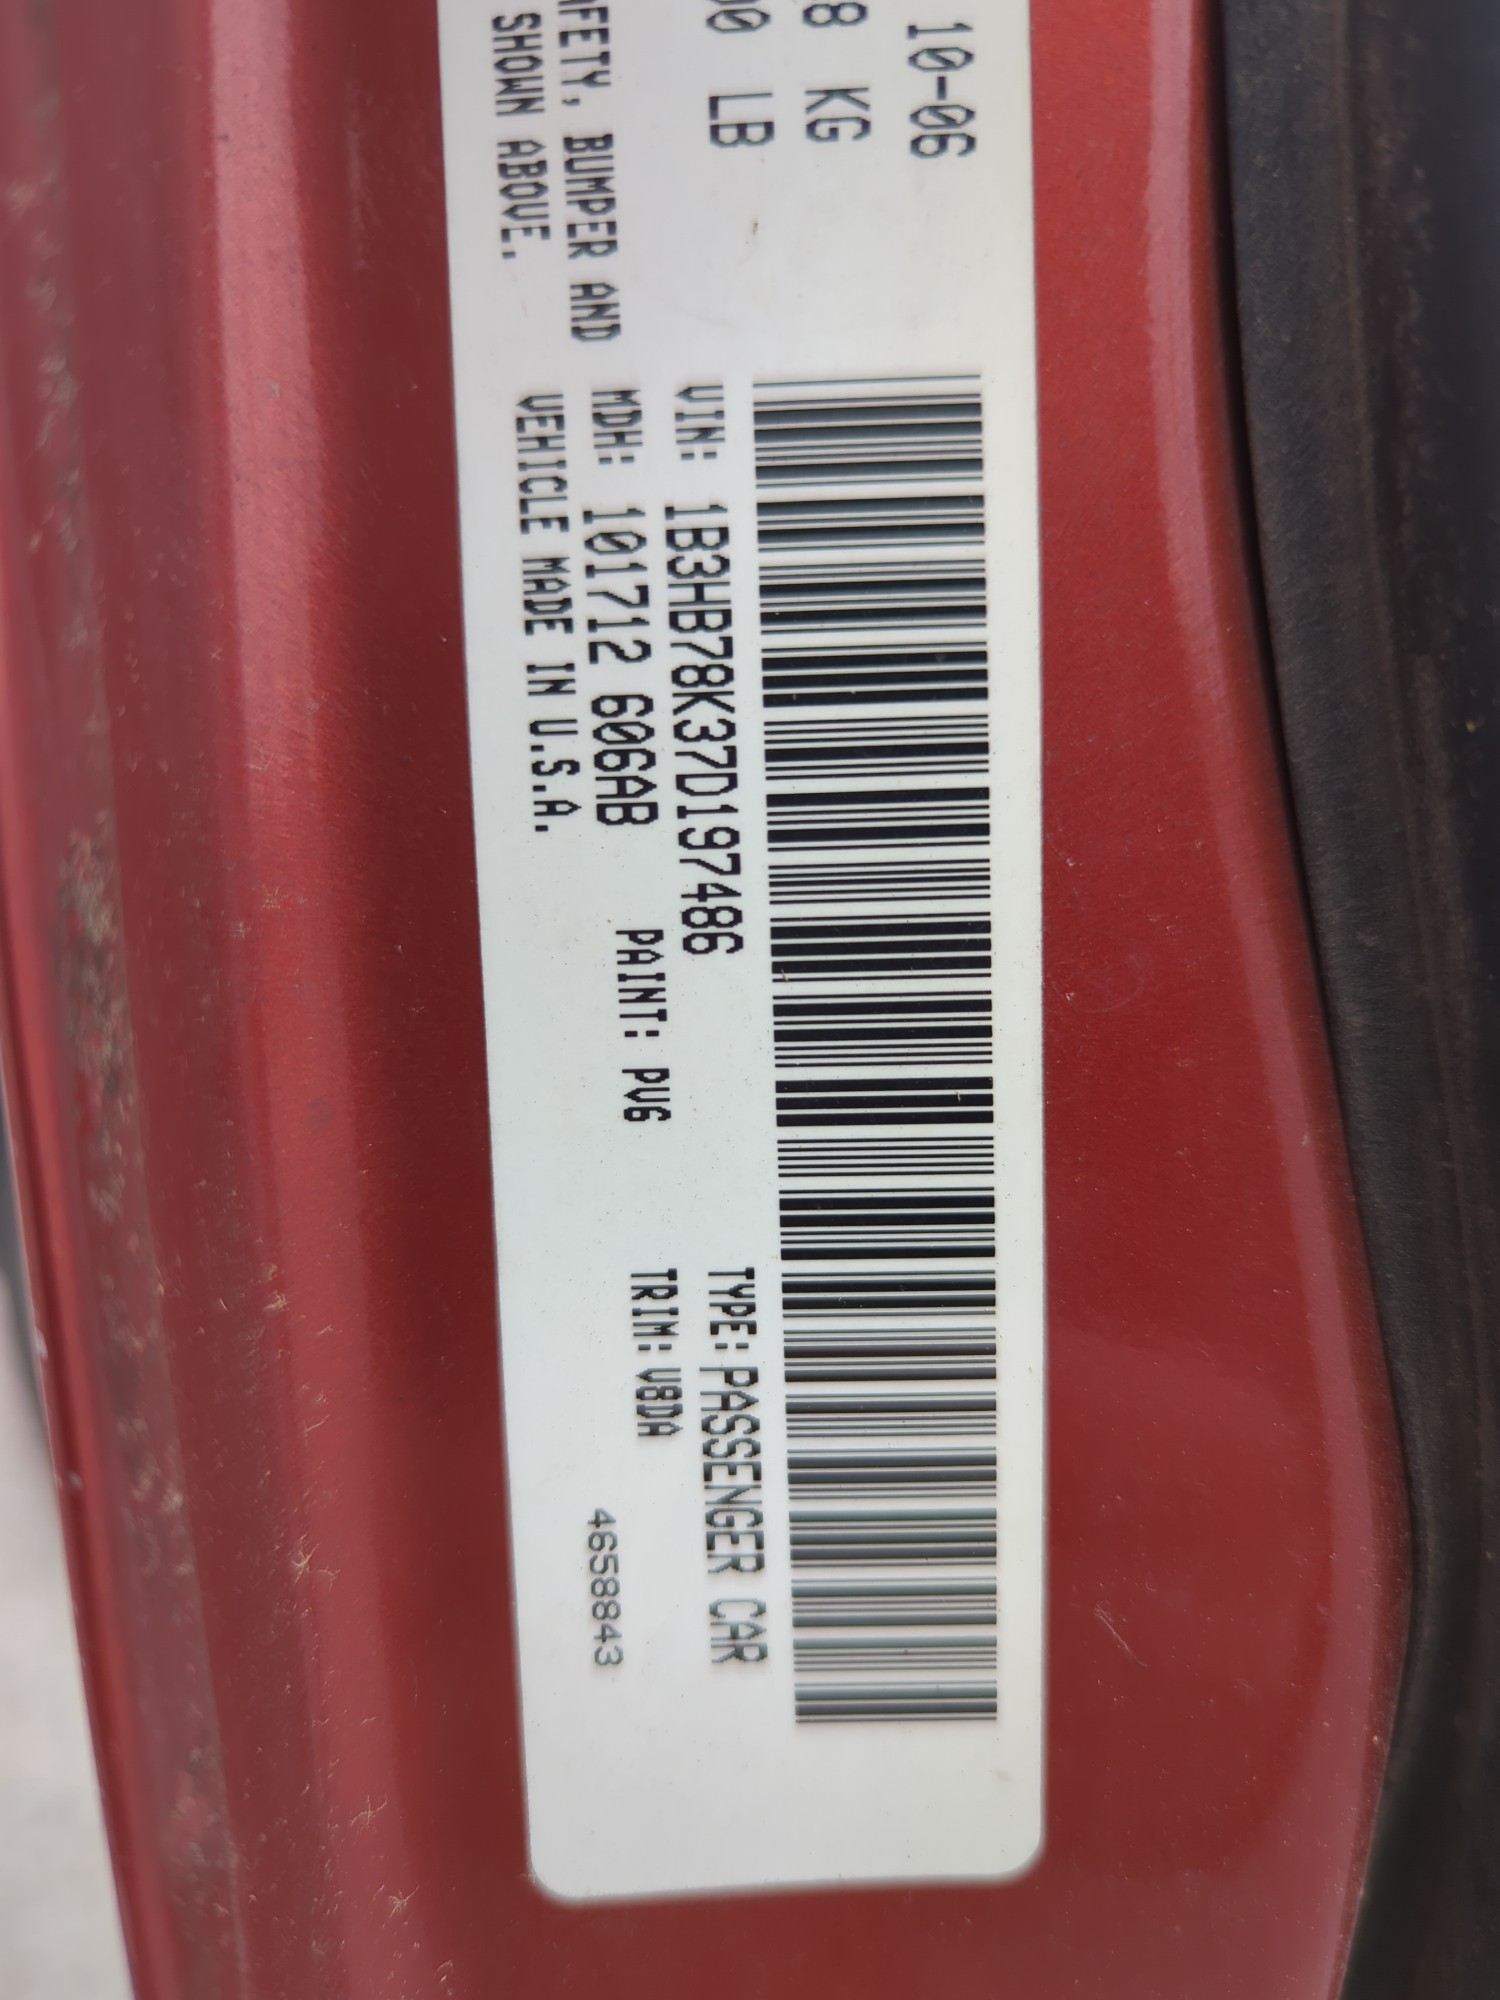 10-06
8 KG
00 LB
AFETY, BUMPER AND
SHOWN ABOVE.
VIN: 1B3HB78K37D197486
TYPE: PASSENGER CAR
MDH: 101712 606AB
PAINT: PV6
TRIM: V8DA
VEHICLE MADE IN U.S.A.
4658843